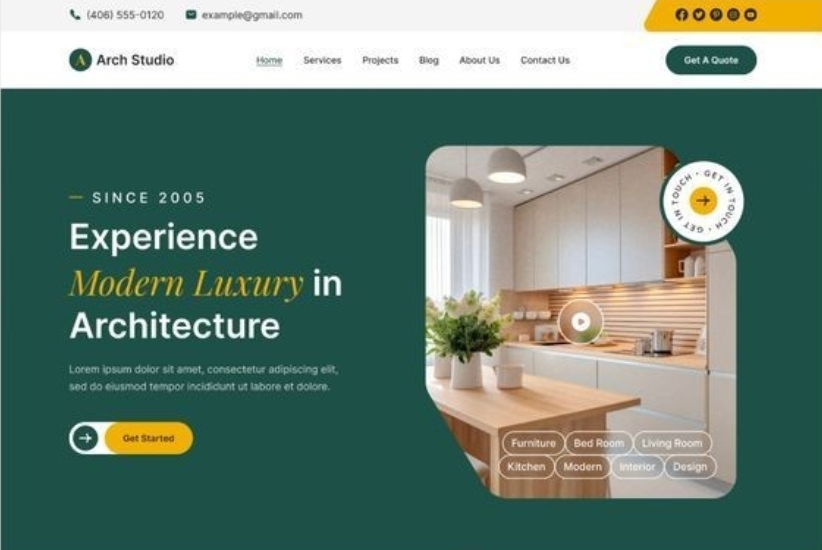 (406) 555-0120 example@gmail.com
A Arch Studio Home Services Projects Blog About Us Contact Us Get A Quote
GET IN TOUCH • GET IN TOUCH •
— SINCE 2005
Experience
Modern Luxury in
Architecture
Lorem ipsum dolor sit amet, consectetur adipiscing elit,
sed do eiusmod tempor incididunt ut labore et dolore.
Get Started
Furniture Bed Room Living Room
Kitchen Modern Interior Design